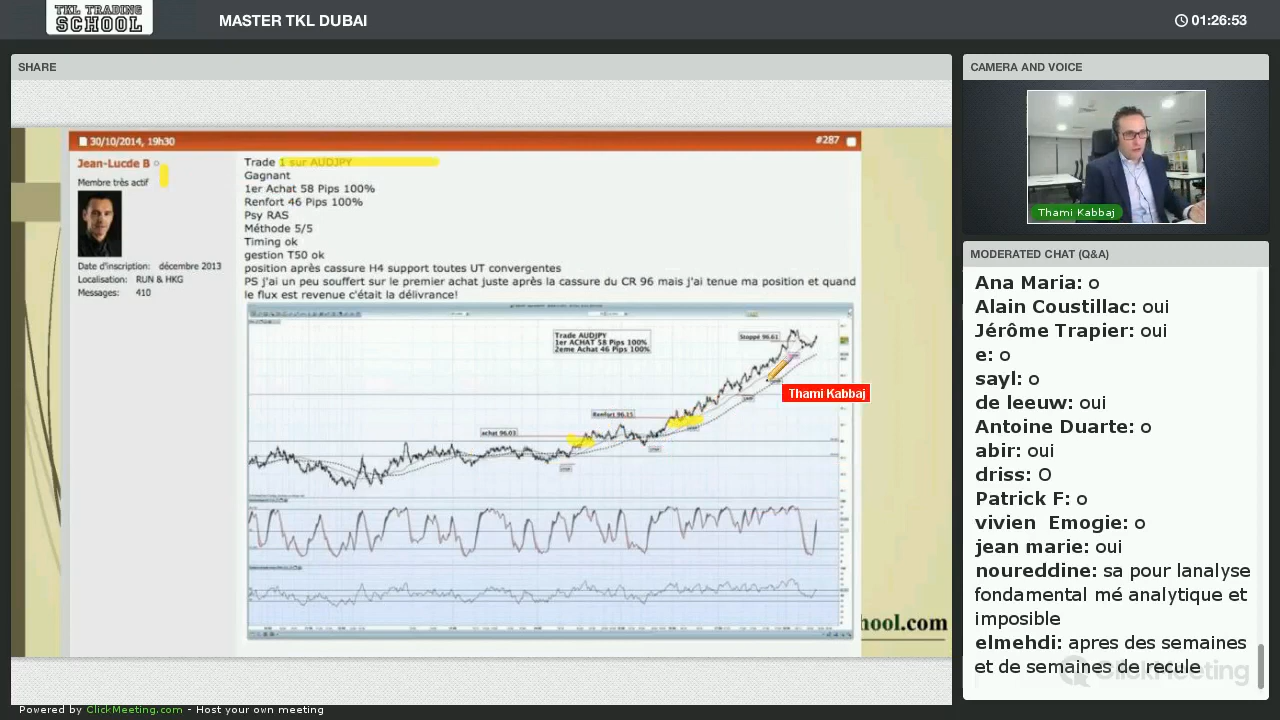 TKL TRADING
SCHOOL
MASTER TKL DUBAI
01:26:53
SHARE
30/10/2014, 19h30
#287
Jean-Lucde B
Membre très actif
Date d'inscription: décembre 2013
Localisation: RUN & HKG
Messages: 410
Trade 1 sur AUDJPY
Gagnant
1er Achat 58 Pips 100%
Renfort 46 Pips 100%
Psy RAS
Méthode 5/5
Timing ok
gestion T50 ok
position après cassure H4 support toutes UT convergentes
PS j'ai un peu souffert sur le premier achat juste après la cassure du CR 96 mais j'ai tenue ma position et quand
le flux est revenue c'était la délivrance!
Trade AUDJPY
1er ACHAT 58 Pips 100%
2eme Achat 46 Pips 100%
Stoppé 96.61
Renfort 96.15
achat 96.03
Thami Kabbaj
hool.com
CAMERA AND VOICE
Thami Kabbaj
MODERATED CHAT (Q&A)
Ana Maria: o
Alain Coustillac: oui
Jérôme Trapier: oui
e: o
sayl: o
de leeuw: oui
Antoine Duarte: o
abir: oui
driss: O
Patrick F: o
vivien Emogie: o
jean marie: oui
noureddine: sa pour lanalyse
fondamental mé analytique et
imposible
elmehdi: apres des semaines
et de semaines de recule
ClickMeeting
Powered by ClickMeeting.com - Host your own meeting